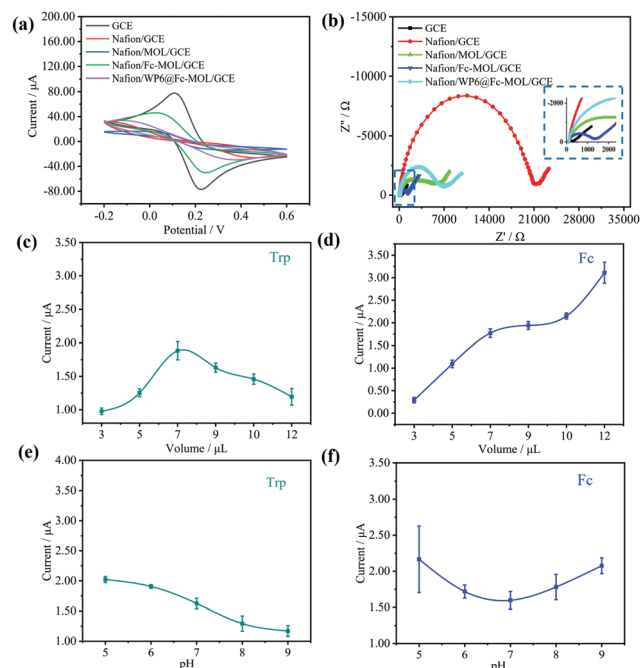 (a)
200.00
160.00
120.00
80.00
40.00
0.00
-40.00
80.00
Current / μA
GCE
Nafion/GCE
Nafion/MOL/GCE
Nafion/Fc-MOL/GCE
Nafion/WP6@Fc-MOL/GCE
-0.2 0.0 0.2 0.4 0.6
Potential / V
(b)
-15000
-10000
-5000
0
Z'' / Ω
GCE
Nafion/GCE
Nafion/MOL/GCE
Nafion/Fc-MOL/GCE
Nafion/WP6@Fc-MOL/GCE
-2000
0
0 1000 2000
0 7000 14000 21000 28000 35000
Z' / Ω
(c)
Trp
3.50
3.00
2.50
2.00
1.50
1.00
Current / μA
3 5 7 9 10 12
Volume / μL
(d)
Fc
3.50
3.00
2.50
2.00
1.50
1.00
0.50
0.00
Current / μA
3 5 7 9 10 12
Volume / μL
(e)
Trp
4.00
3.50
3.00
2.50
2.00
1.50
1.00
Current / μA
5 6 7 8 9
pH
(f)
Fc
3.50
3.00
2.50
2.00
1.50
1.00
Current / μA
5 6 7 8 9
pH